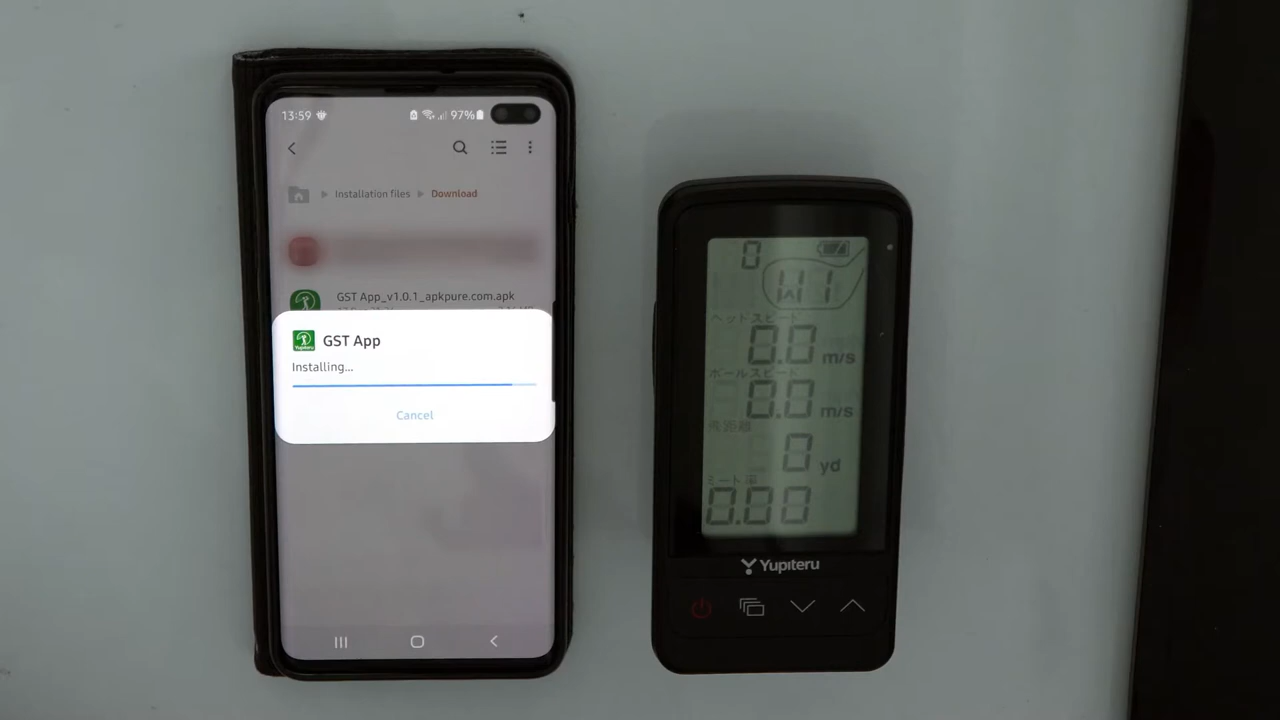 13:59 97%
Installation files Download
GST App_v1.0.1_apkpure.com.apk
GST App
Installing...
Cancel
0
ヘッドスピード
0.0 m/s
ボールスピード
0.0 m/s
飛距離
0 yd
ミート率
0.00
Yupiteru